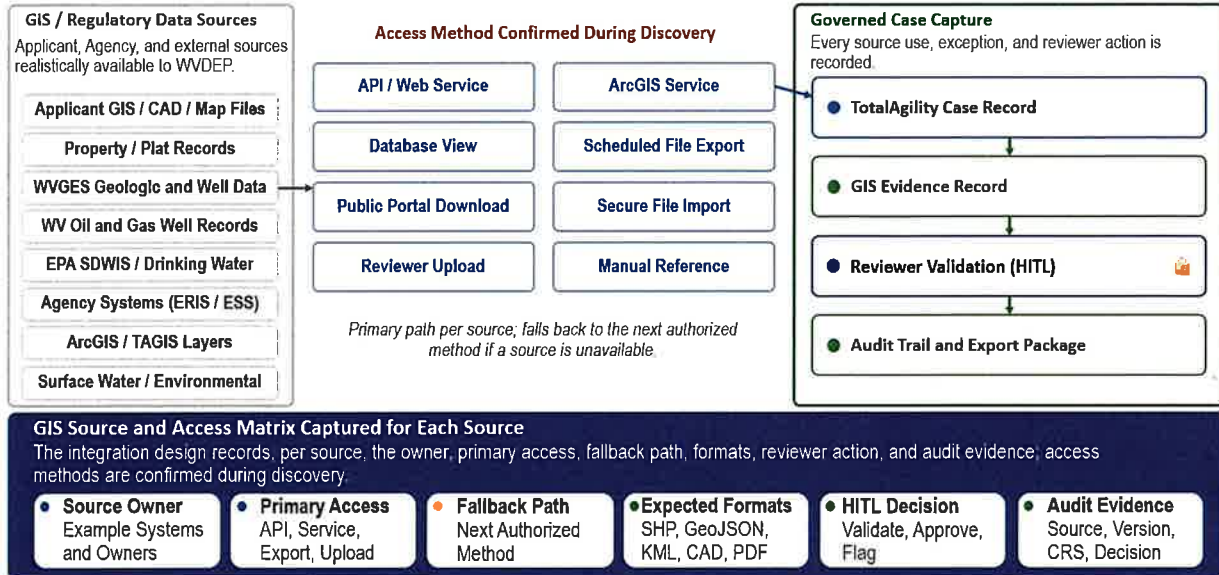 GIS / Regulatory Data Sources
Applicant, Agency, and external sources
realistically available to WVDEP.
Applicant GIS / CAD / Map Files
Property / Plat Records
WVGES Geologic and Well Data
WV Oil and Gas Well Records
EPA SDWIS / Drinking Water
Agency Systems (ERIS / ESS)
ArcGIS / TAGIS Layers
Surface Water / Environmental
Access Method Confirmed During Discovery
API / Web Service
ArcGIS Service
Database View
Scheduled File Export
Public Portal Download
Secure File Import
Reviewer Upload
Manual Reference
Primary path per source; falls back to the next authorized
method if a source is unavailable.
Governed Case Capture
Every source use, exception, and reviewer action is
recorded.
TotalAgility Case Record
GIS Evidence Record
Reviewer Validation (HITL)
Audit Trail and Export Package
GIS Source and Access Matrix Captured for Each Source
The integration design records, per source, the owner, primary access, fallback path, formats, reviewer action, and audit evidence; access
methods are confirmed during discovery.
Source Owner
Example Systems
and Owners
Primary Access
API, Service,
Export, Upload
Fallback Path
Next Authorized
Method
Expected Formats
SHP, GeoJSON,
KML, CAD, PDF
HITL Decision
Validate, Approve,
Flag
Audit Evidence
Source, Version,
CRS, Decision